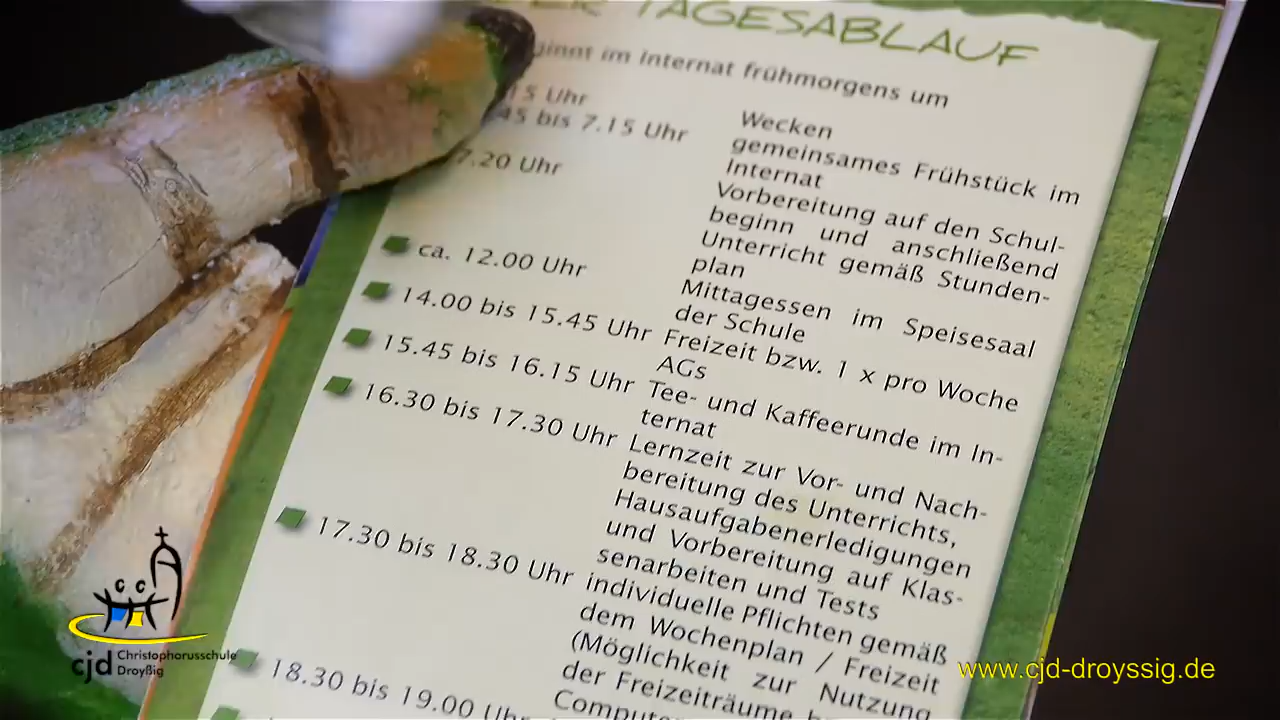 TAGESABLAUF
im Internat frühmorgens um
Uhr Wecken
bis 7.15 Uhr gemeinsames Frühstück im
Internat
7.20 Uhr Vorbereitung auf den Schul-
beginn und anschließend
Unterricht gemäß Stunden-
plan
ca. 12.00 Uhr Mittagessen im Speisesaal
der Schule
14.00 bis 15.45 Uhr Freizeit bzw. 1 x pro Woche
AGs
15.45 bis 16.15 Uhr Tee- und Kaffeerunde im In-
ternat
16.30 bis 17.30 Uhr Lernzeit zur Vor- und Nach-
bereitung des Unterrichts,
Hausaufgabenerledigungen
und Vorbereitung auf Klas-
senarbeiten und Tests
17.30 bis 18.30 Uhr individuelle Pflichten gemäß
dem Wochenplan / Freizeit
(Möglichkeit zur Nutzung
der Freizeiträume
18.30 bis 19.00 Uhr
cjd Christophorusschule
Droyßig
www.cjd-droyssig.de